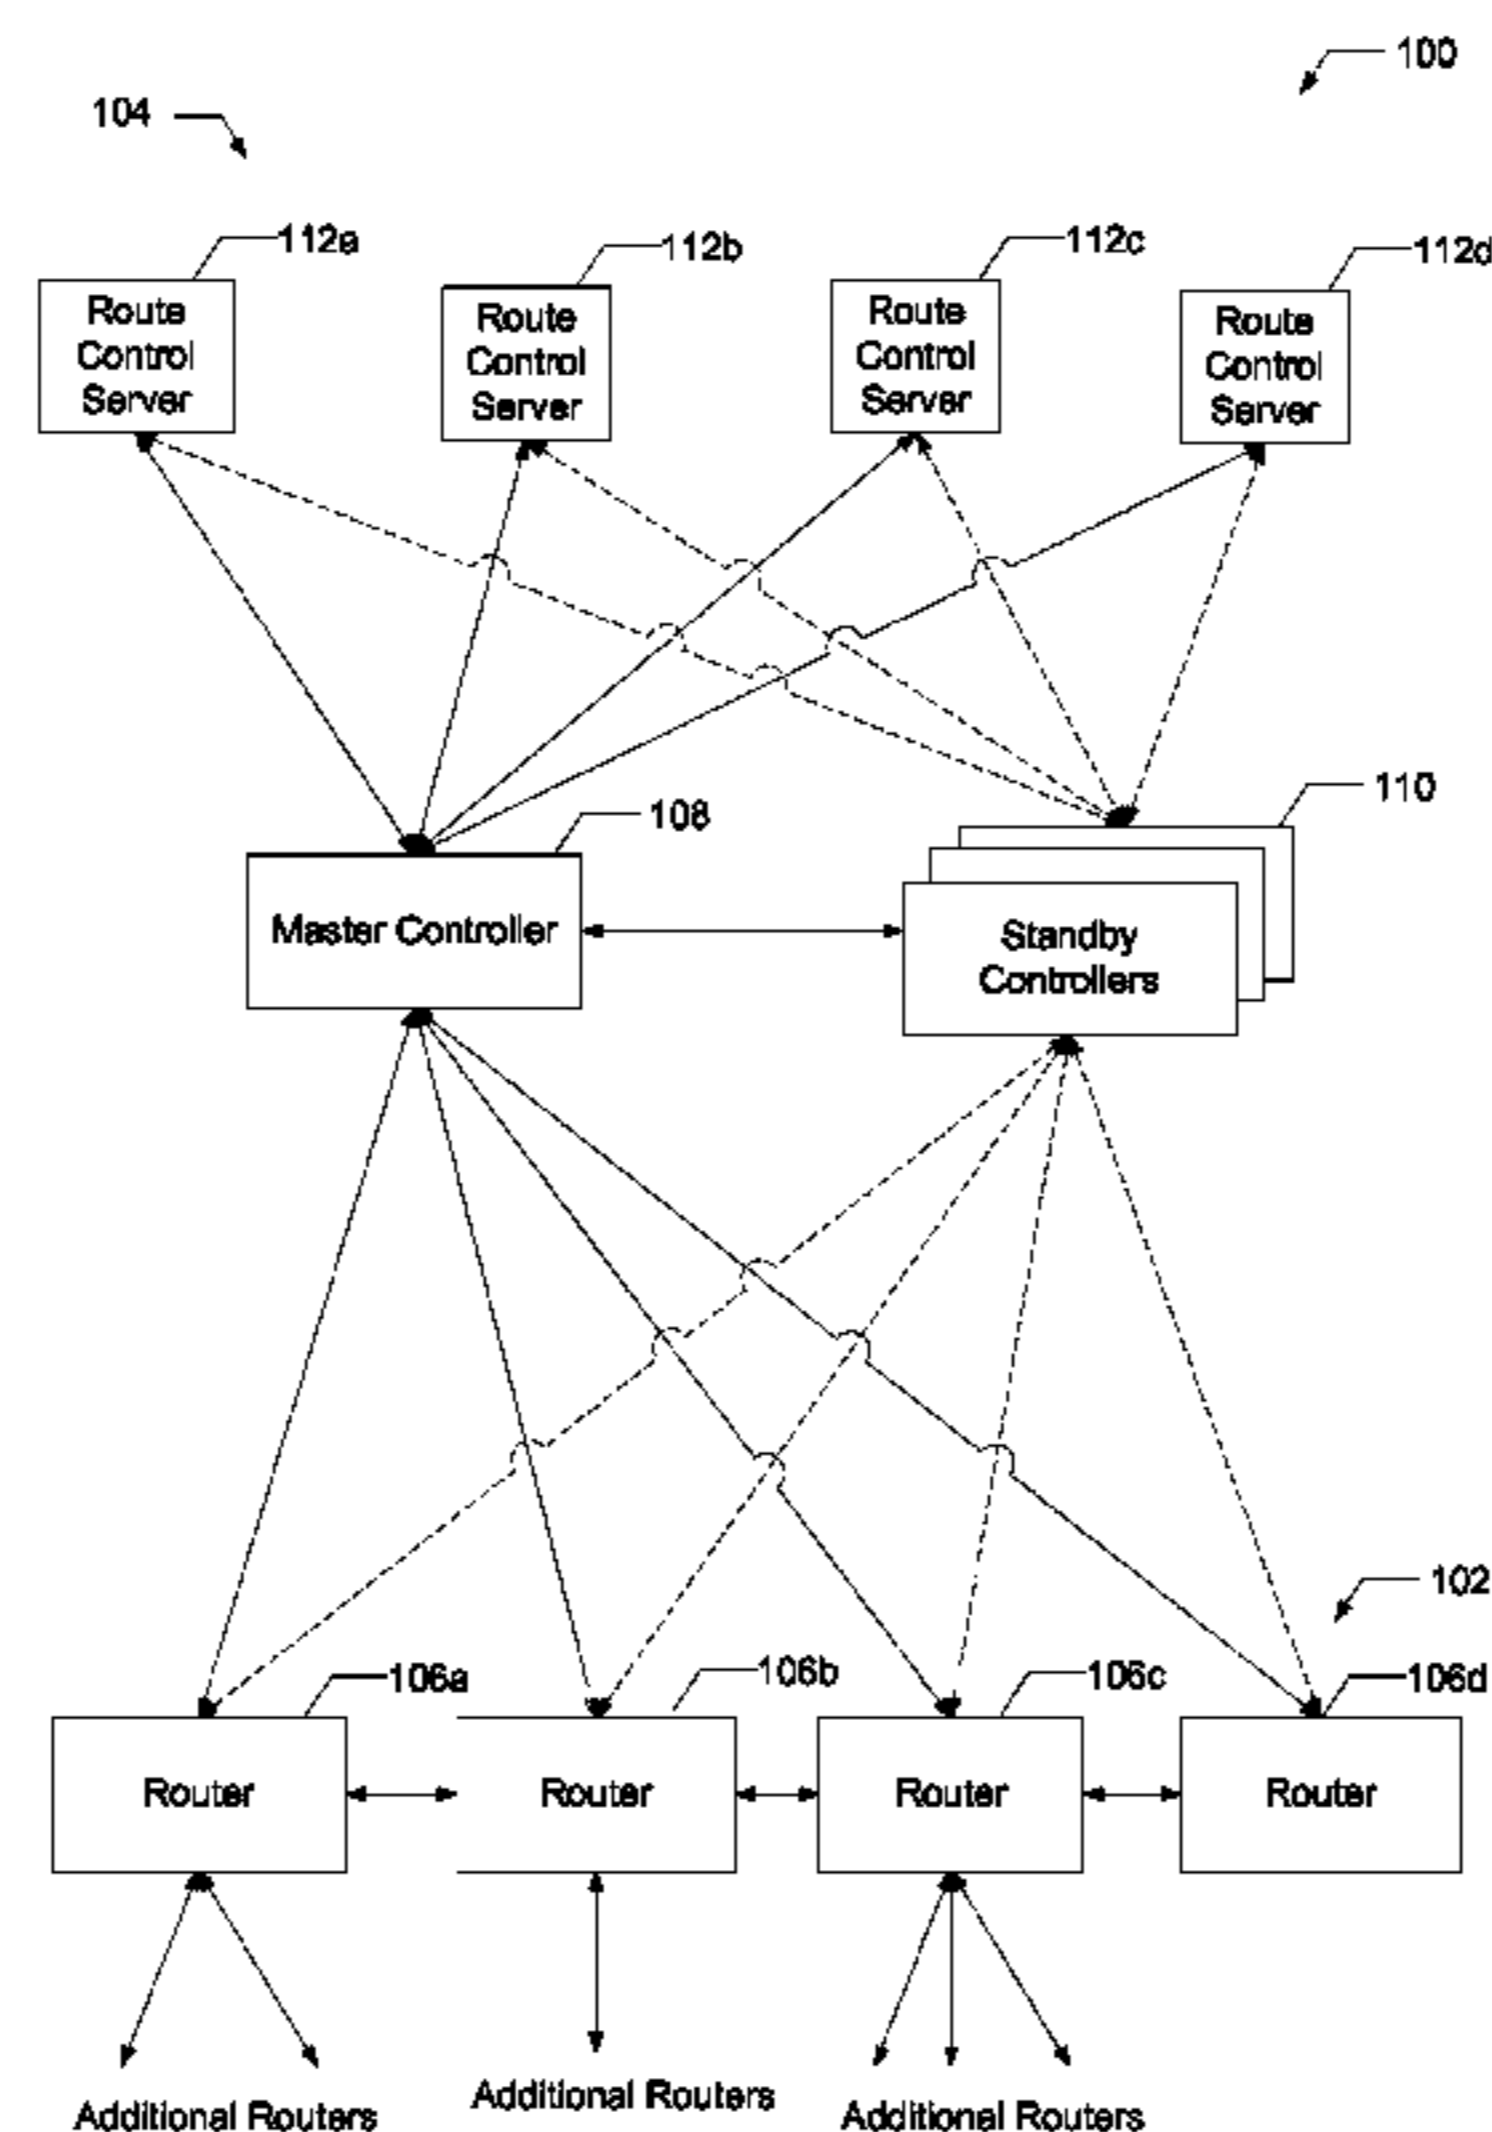 100
104
112a
112b
112c
112d
Route
Control
Server
Route
Control
Server
Route
Control
Server
Route
Control
Server
110
108
Master Controller
Standby
Controllers
102
106a
106b
106c
106d
Router
Router
Router
Router
Additional Routers
Additional Routers
Additional Routers